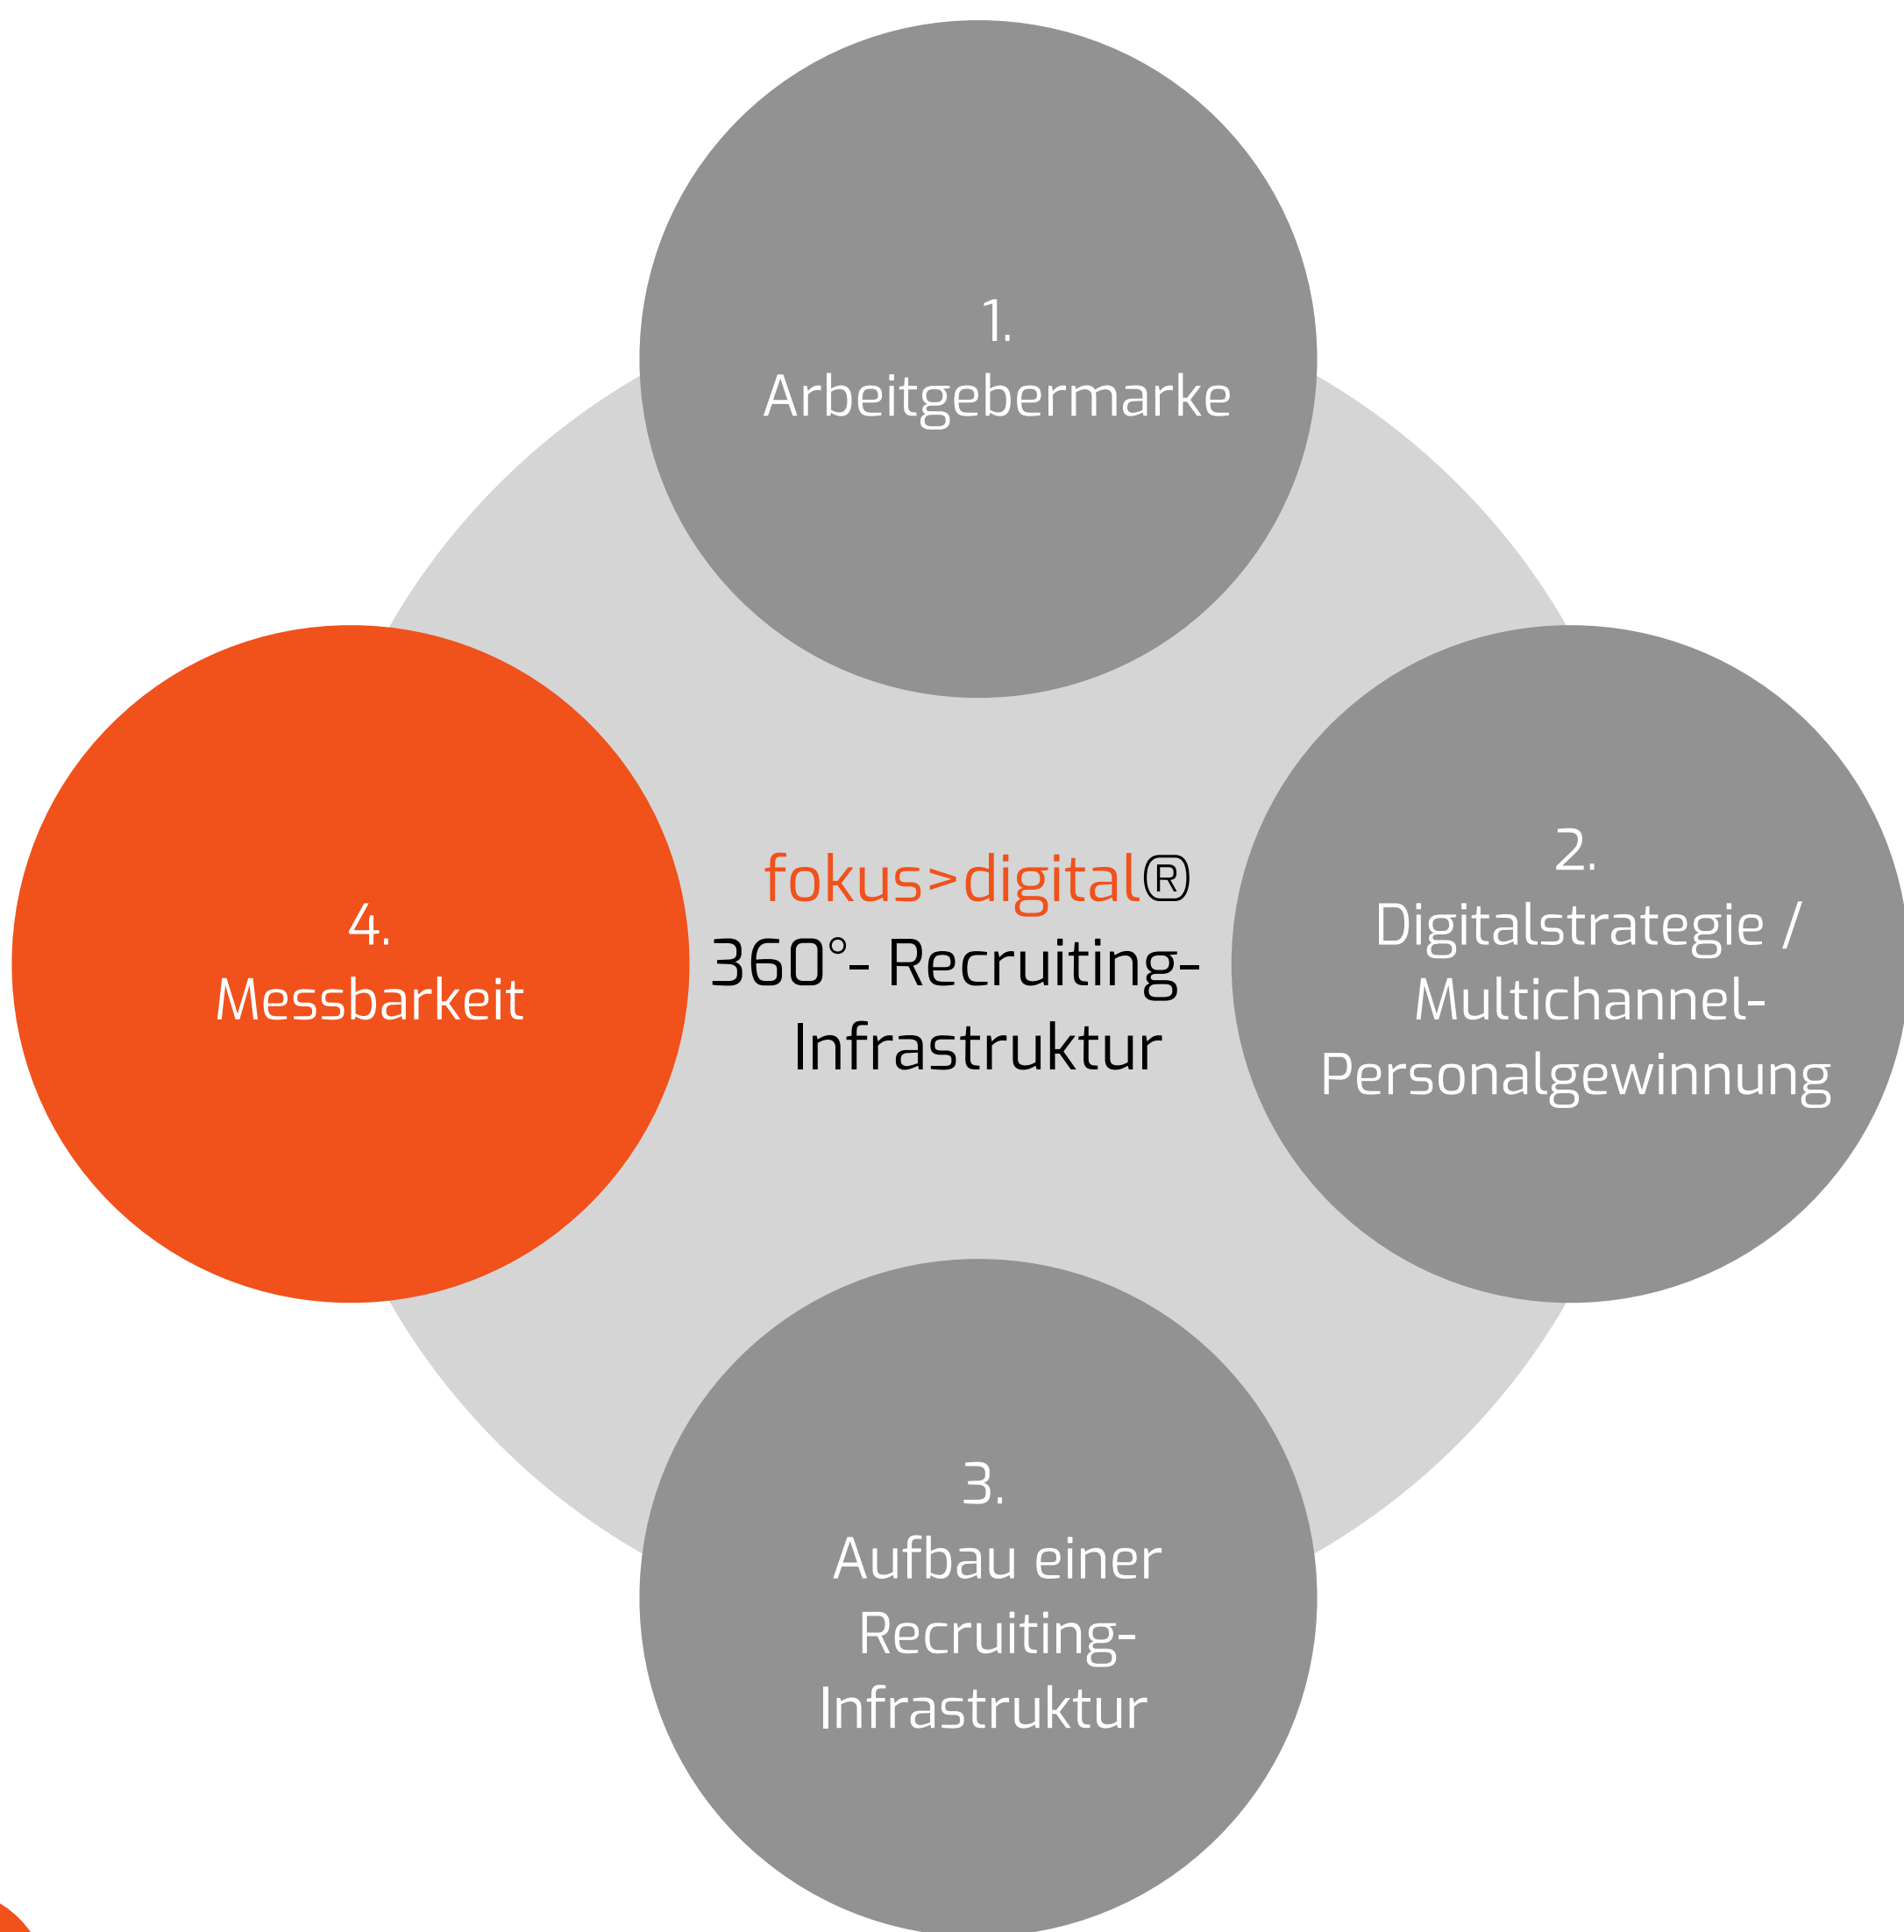 1.
Arbeitgebermarke
2.
Digitalstrategie /
Multichannel-
Personalgewinnung
fokus>digital®
360°- Recruiting-
Infrastruktur
4.
Messbarkeit
3.
Aufbau einer
Recruiting-
Infrastruktur